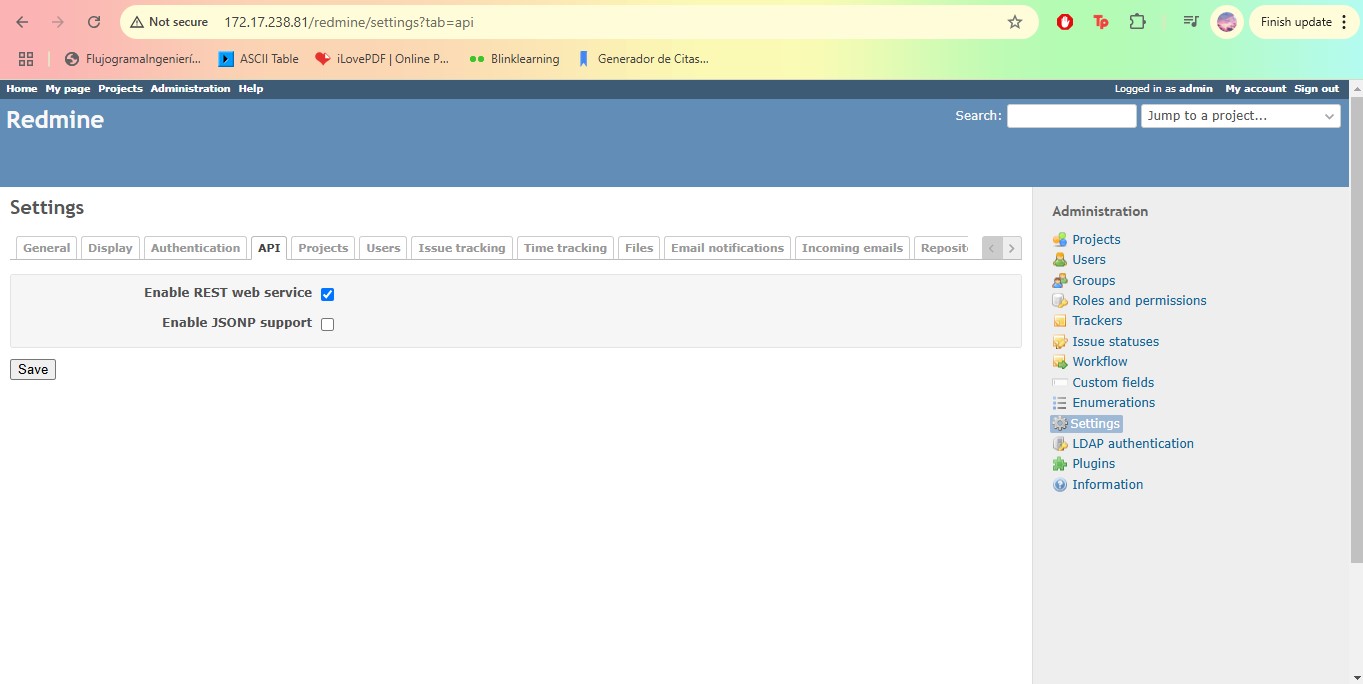 Not secure 172.17.238.81/redmine/settings?tab=api Finish update
FlujogramaIngenierí... ASCII Table iLovePDF | Online P... Blinklearning Generador de Citas...
Home My page Projects Administration Help Logged in as admin My account Sign out
Redmine Search: Jump to a project...
Settings
General Display Authentication API Projects Users Issue tracking Time tracking Files Email notifications Incoming emails Reposit
Enable REST web service
Enable JSONP support
Save
Administration
Projects
Users
Groups
Roles and permissions
Trackers
Issue statuses
Workflow
Custom fields
Enumerations
Settings
LDAP authentication
Plugins
Information